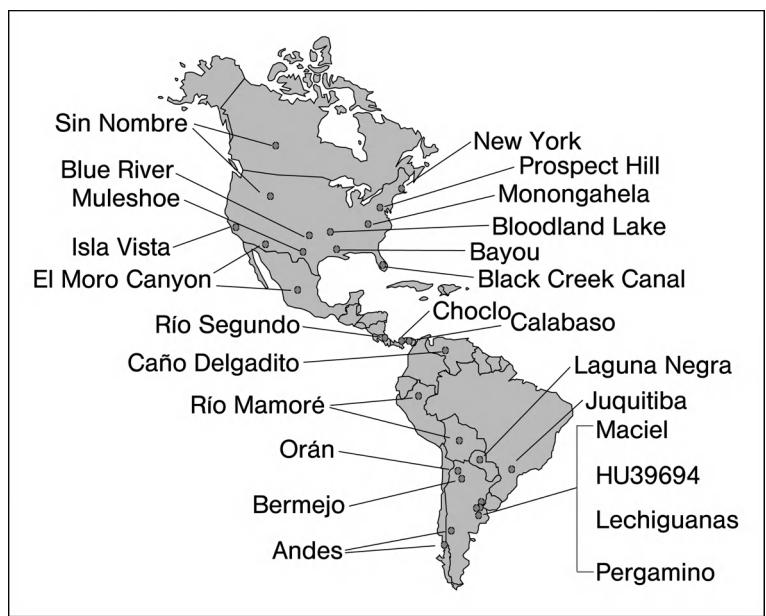 Sin Nombre
New York
Prospect Hill
Blue River
Monongahela
Muleshoe
Bloodland Lake
Isla Vista
Bayou
El Moro Canyon
Black Creek Canal
Choclo
Río Segundo
Calabaso
Caño Delgadito
Laguna Negra
Río Mamoré
Juquitiba
Maciel
Orán
HU39694
Bermejo
Lechiguanas
Andes
Pergamino